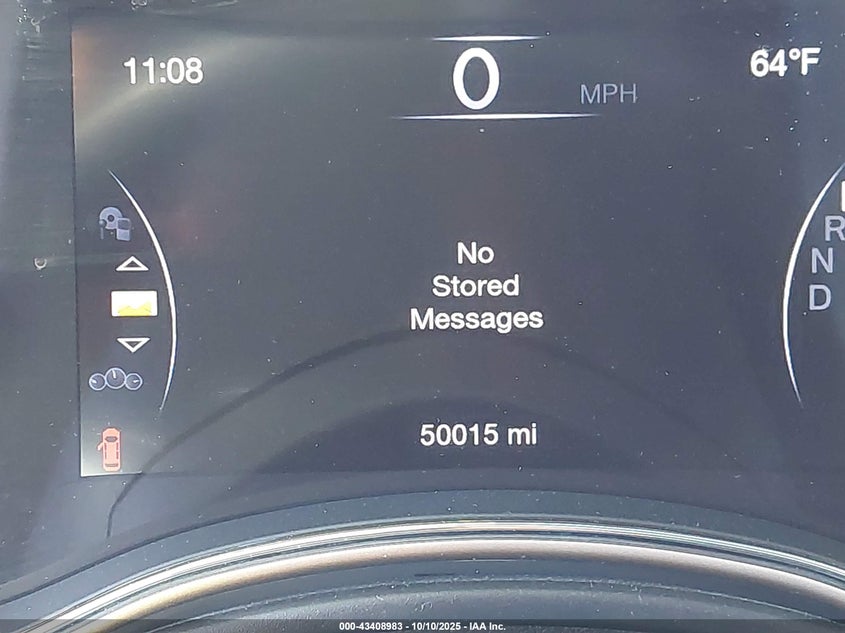 11:08
0 MPH
64°F
R
N
D
No
Stored
Messages
50015 mi
000-43408983 - 10/10/2025 - IAA Inc.